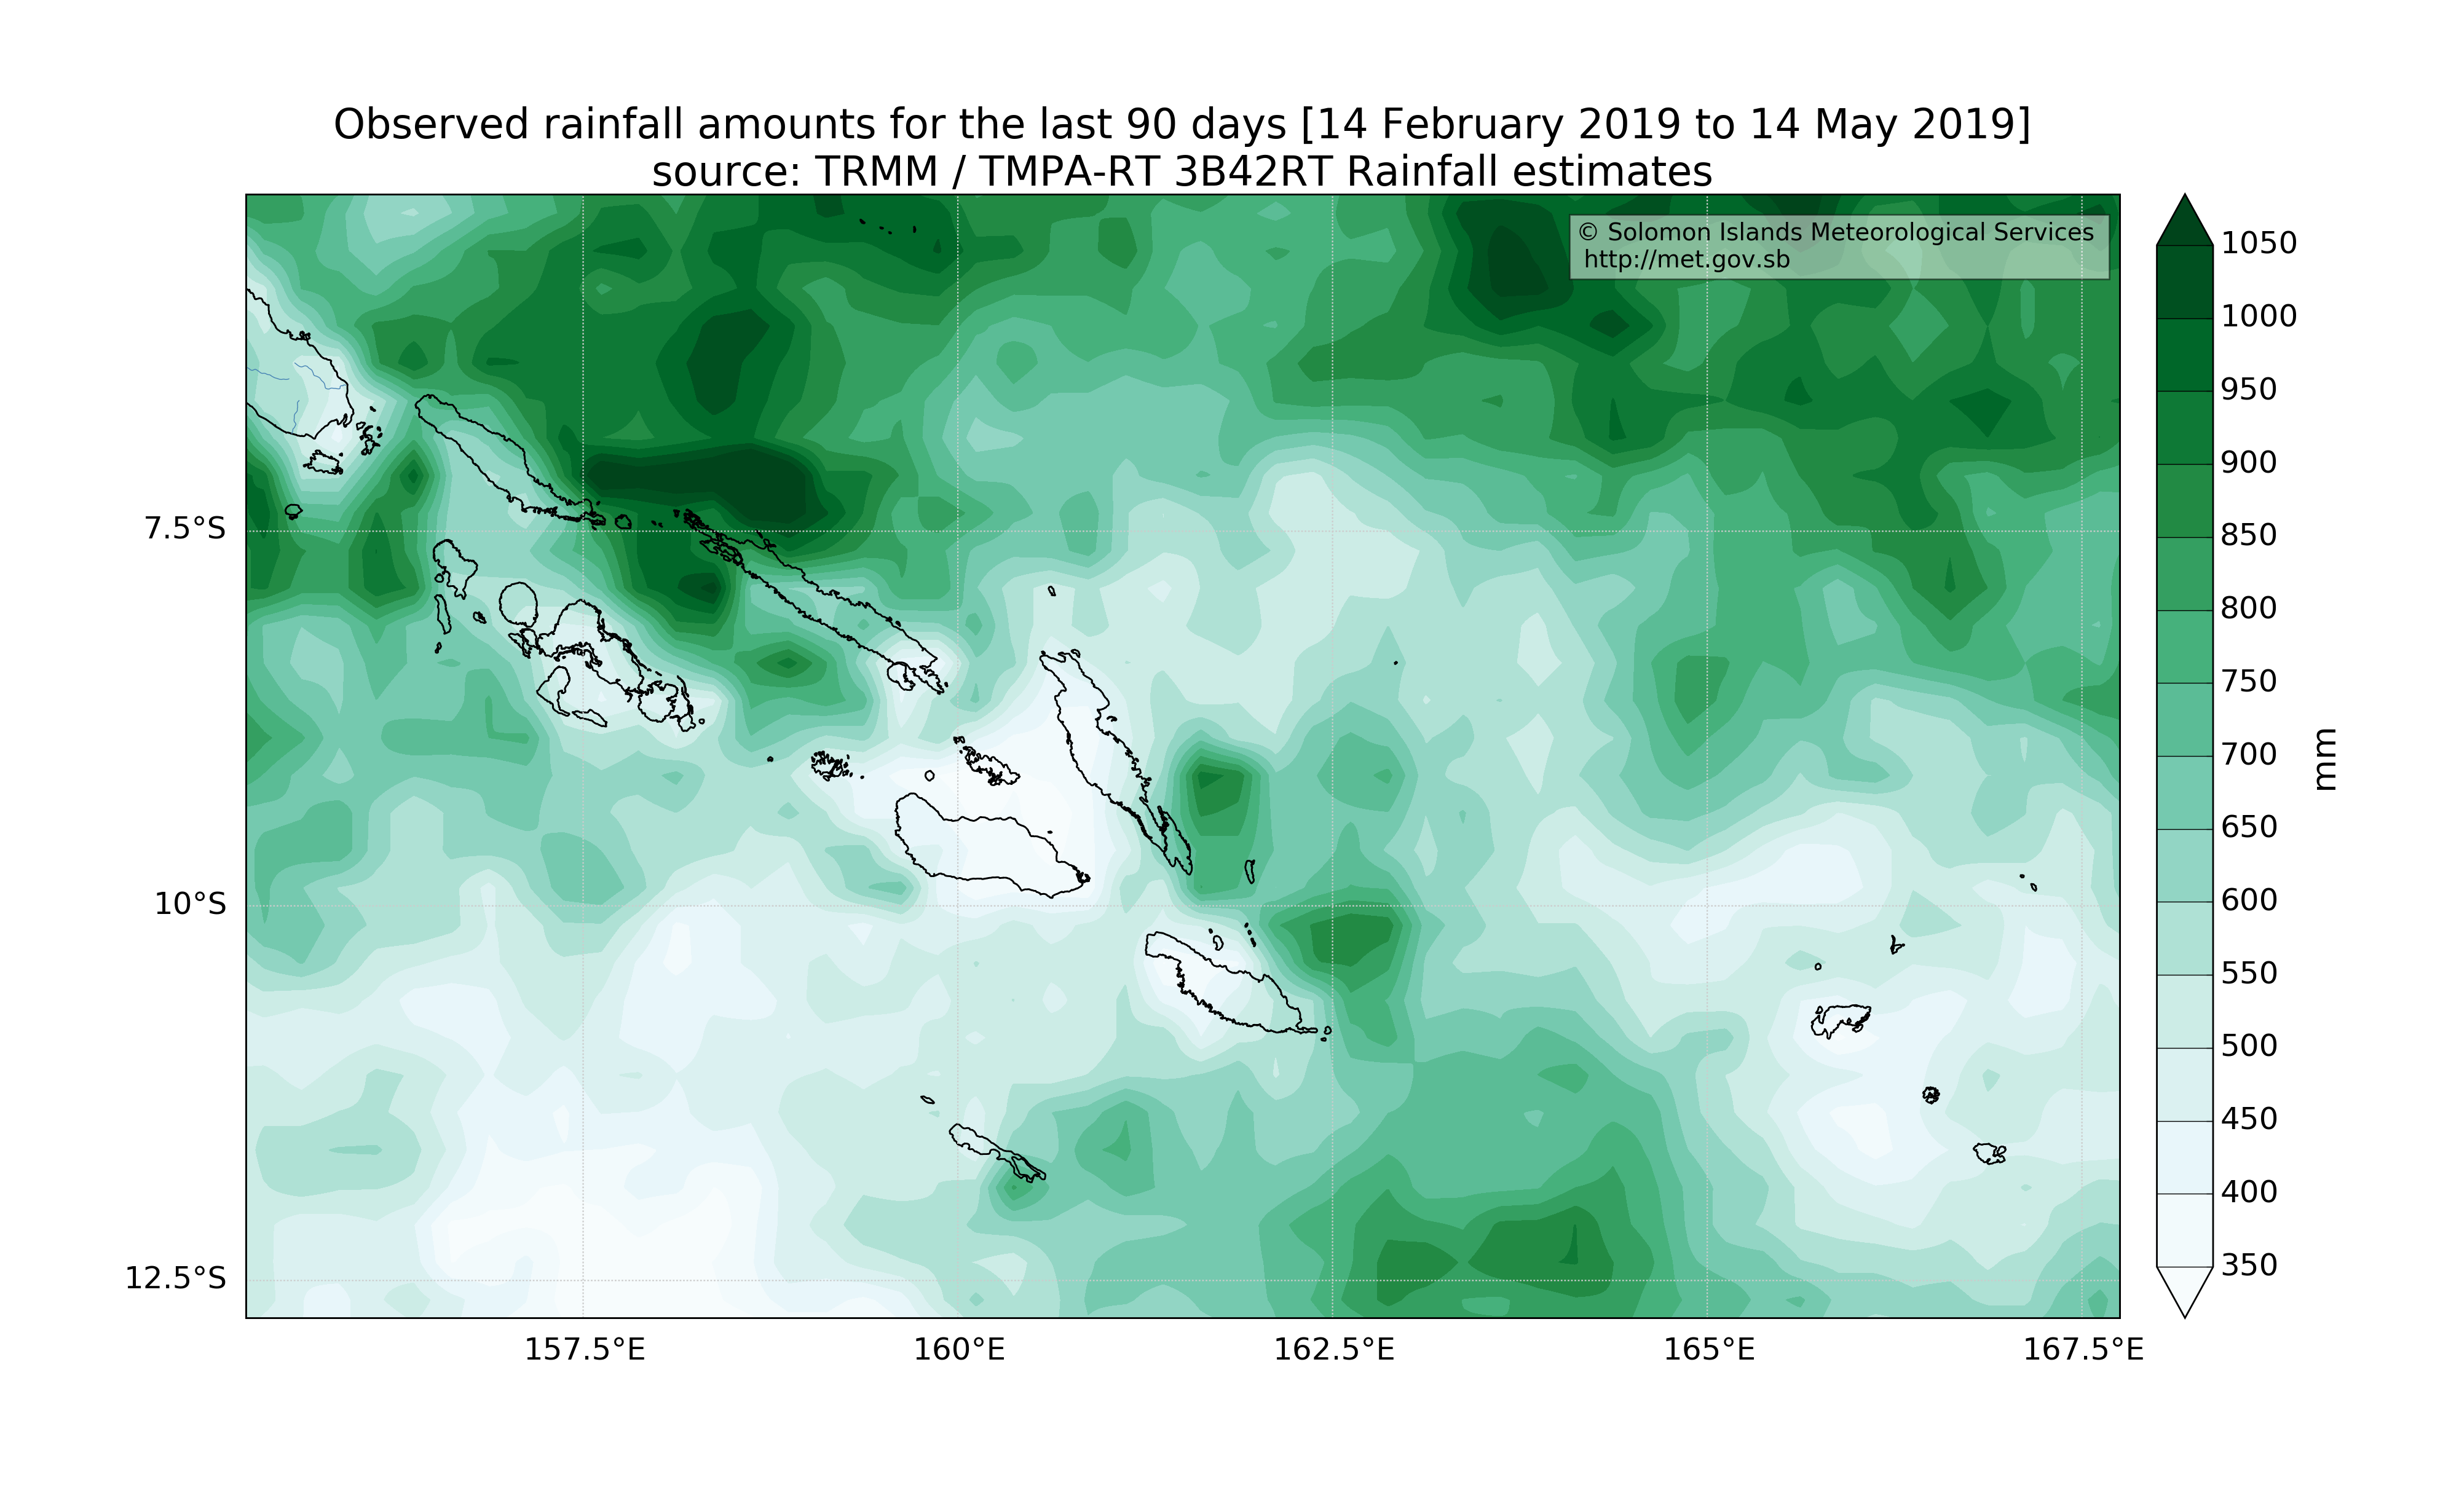 Observed rainfall amounts for the last 90 days [14 February 2019 to 14 May 2019]
source: TRMM / TMPA-RT 3B42RT Rainfall estimates
© Solomon Islands Meteorological Services
http://met.gov.sb
7.5°S
10°S
12.5°S
157.5°E
160°E
162.5°E
165°E
167.5°E
1050
1000
950
900
850
800
750
700
650
600
550
500
450
400
350
mm